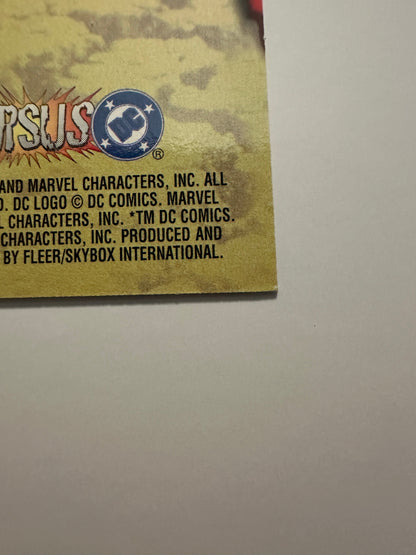 RSUS DC ®
AND MARVEL CHARACTERS, INC. ALL
D. DC LOGO © DC COMICS. MARVEL
L CHARACTERS, INC. *TM DC COMICS.
CHARACTERS, INC. PRODUCED AND
BY FLEER/SKYBOX INTERNATIONAL.